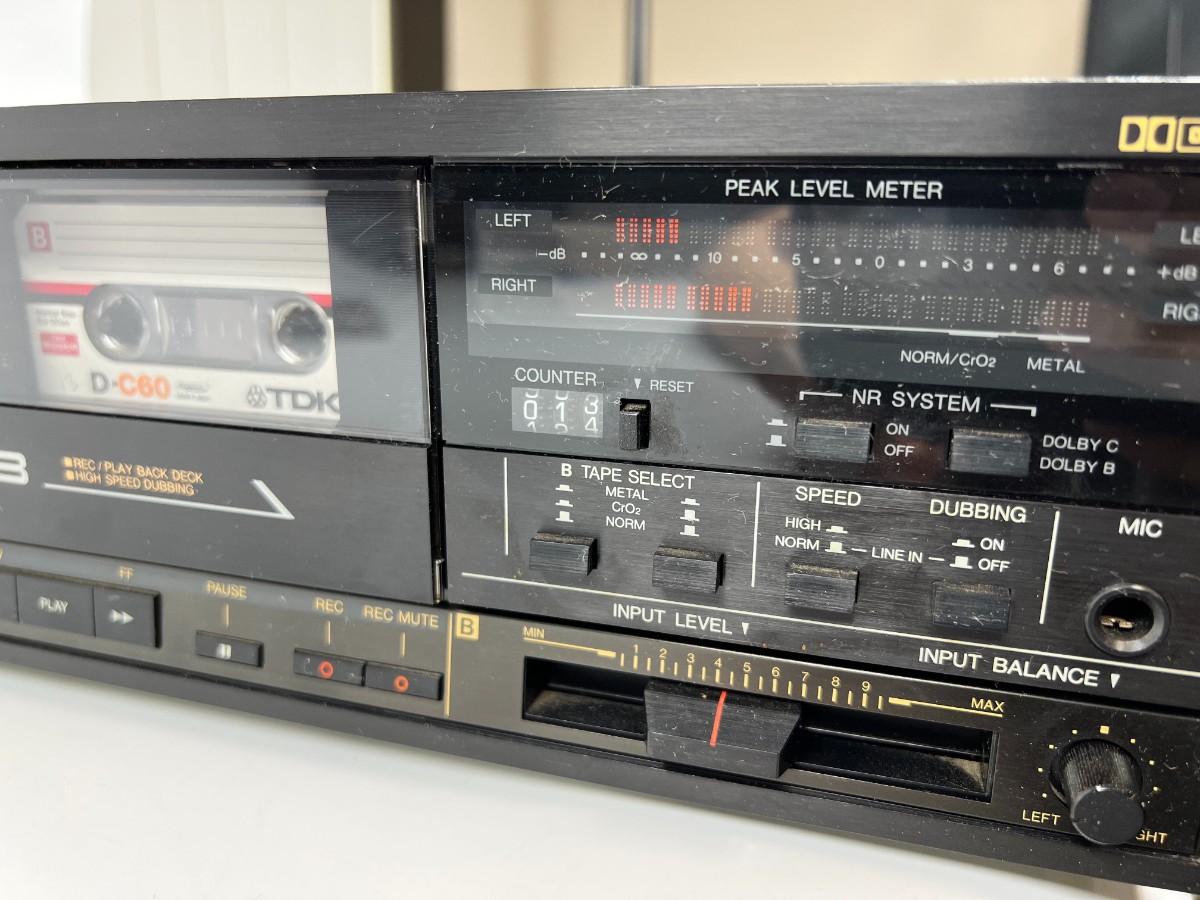 PEAK LEVEL METER
LEFT
-dB ∞ 10 5 0 3 6 +dB
RIGHT
NORM/CrO2 METAL
B
D-C60
TDK
COUNTER
▼ RESET
0 1
NR SYSTEM
ON
OFF
DOLBY C
DOLBY B
B
■REC / PLAY BACK DECK
■HIGH SPEED DUBBING
B TAPE SELECT
METAL
CrO2
NORM
SPEED
HIGH
NORM
LINE IN
DUBBING
ON
OFF
MIC
FF
PLAY
PAUSE
REC
REC MUTE
B
INPUT LEVEL ▼
MIN 1 2 3 4 5 6 7 8 9 MAX
INPUT BALANCE ▼
LEFT